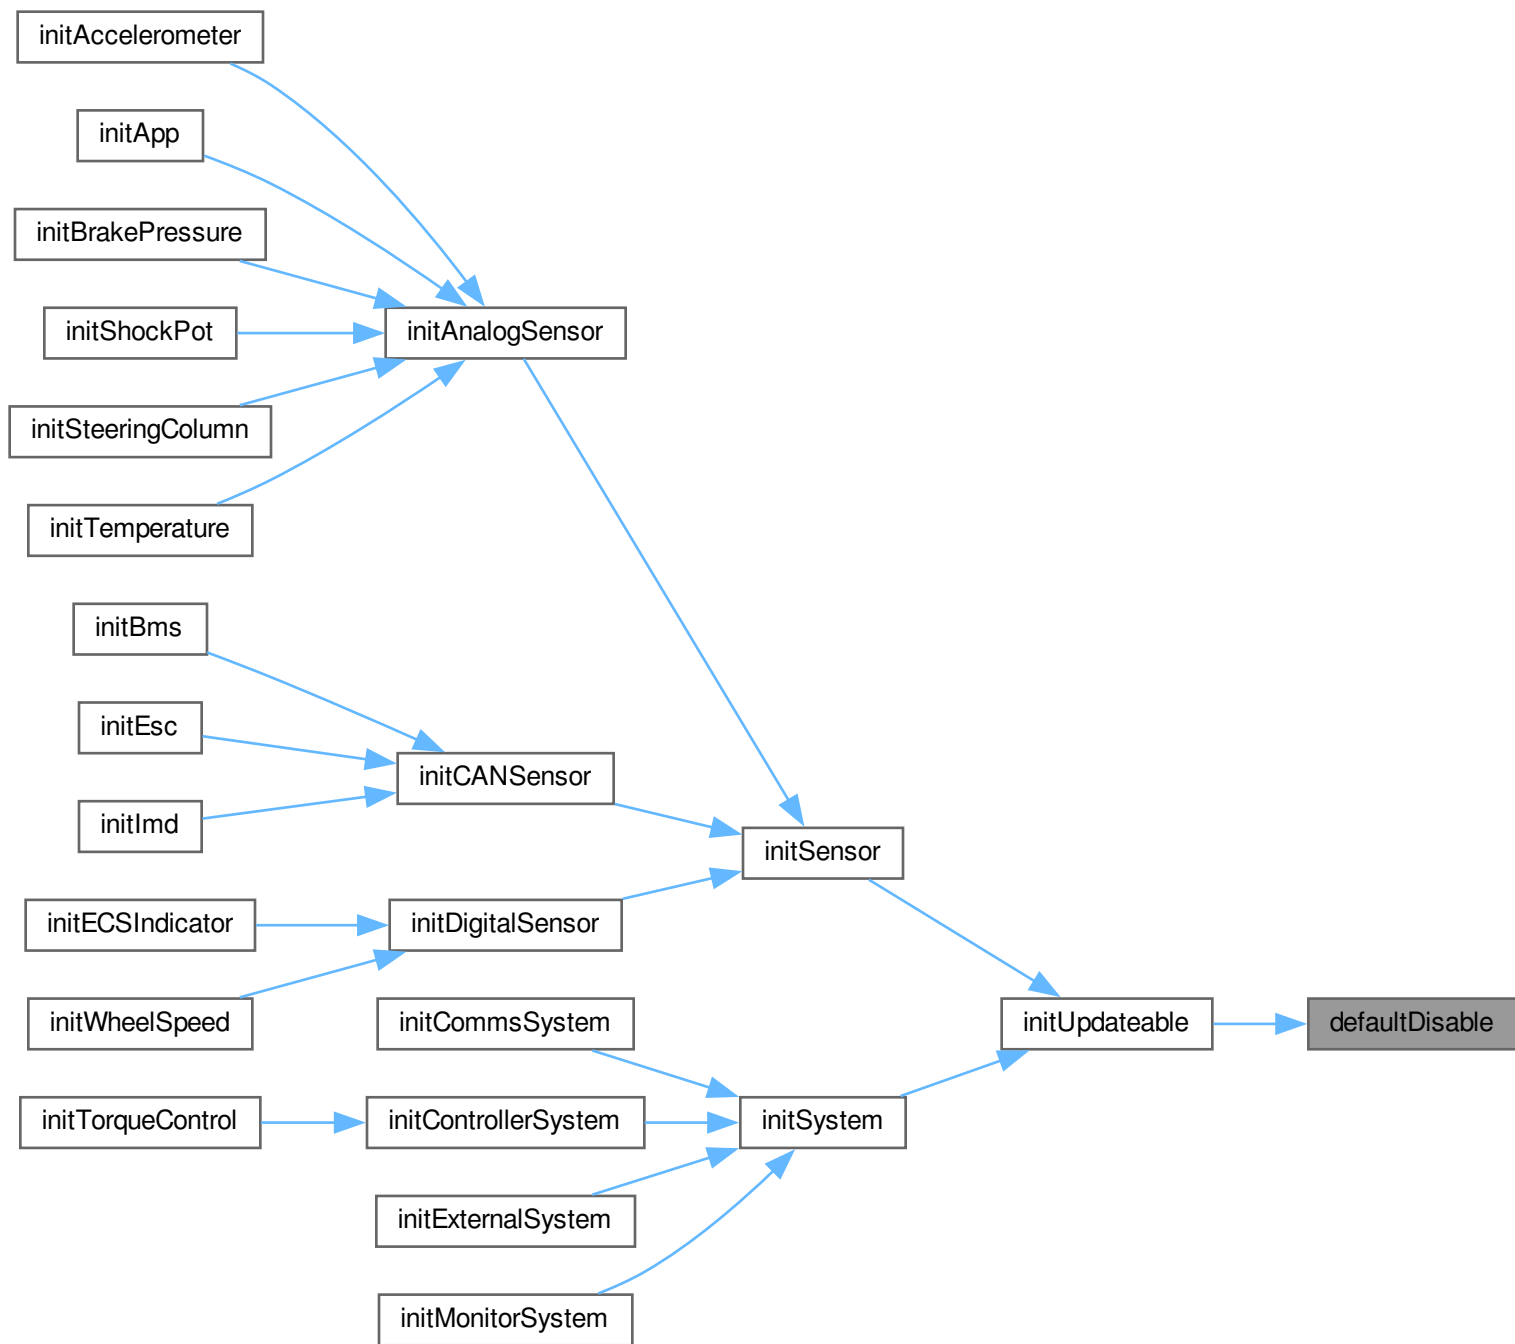 initAccelerometer
initApp
initBrakePressure
initShockPot
initAnalogSensor
initSteeringColumn
initTemperature
initBms
initEsc
initCANSensor
initImd
initSensor
initECSIndicator
initDigitalSensor
initWheelSpeed
initCommsSystem
initUpdateable
defaultDisable
initTorqueControl
initControllerSystem
initSystem
initExternalSystem
initMonitorSystem